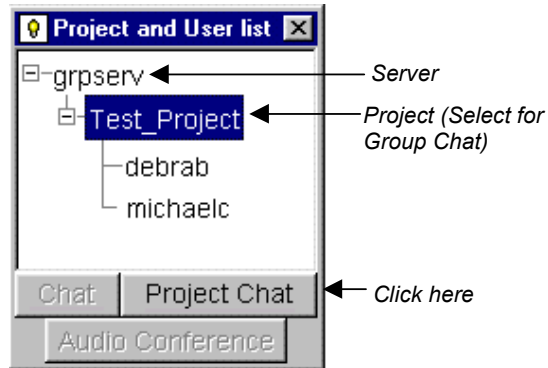 Project and User list
grpserv
Server
Test_Project
Project (Select for
Group Chat)
debrab
michaelc
Chat
Project Chat
Click here
Audio Conference